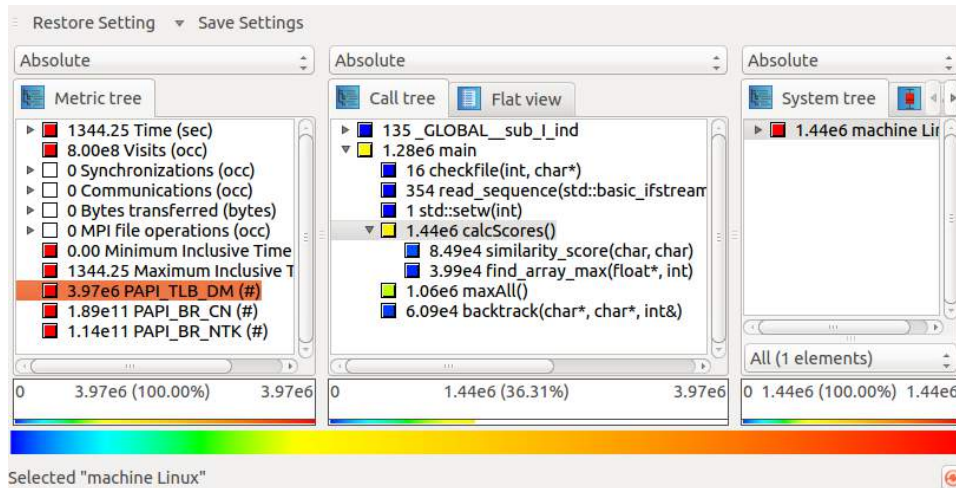 Restore Setting Save Settings
Absolute
Metric tree
1344.25 Time (sec)
8.00e8 Visits (occ)
0 Synchronizations (occ)
0 Communications (occ)
0 Bytes transferred (bytes)
0 MPI file operations (occ)
0.00 Minimum Inclusive Time
1344.25 Maximum Inclusive T
3.97e6 PAPI_TLB_DM (#)
1.89e11 PAPI_BR_CN (#)
1.14e11 PAPI_BR_NTK (#)
0 3.97e6 (100.00%) 3.97e6
Absolute
Call tree Flat view
135 _GLOBAL__sub_I_ind
1.28e6 main
16 checkfile(int, char*)
354 read_sequence(std::basic_ifstream
1 std::setw(int)
1.44e6 calcScores()
8.49e4 similarity_score(char, char)
3.99e4 find_array_max(float*, int)
1.06e6 maxAll()
6.09e4 backtrack(char*, char*, int&)
0 1.44e6 (36.31%) 3.97e6
Absolute
System tree
1.44e6 machine Lin
All (1 elements)
0 1.44e6 (100.00%) 1.44e6
Selected "machine Linux"